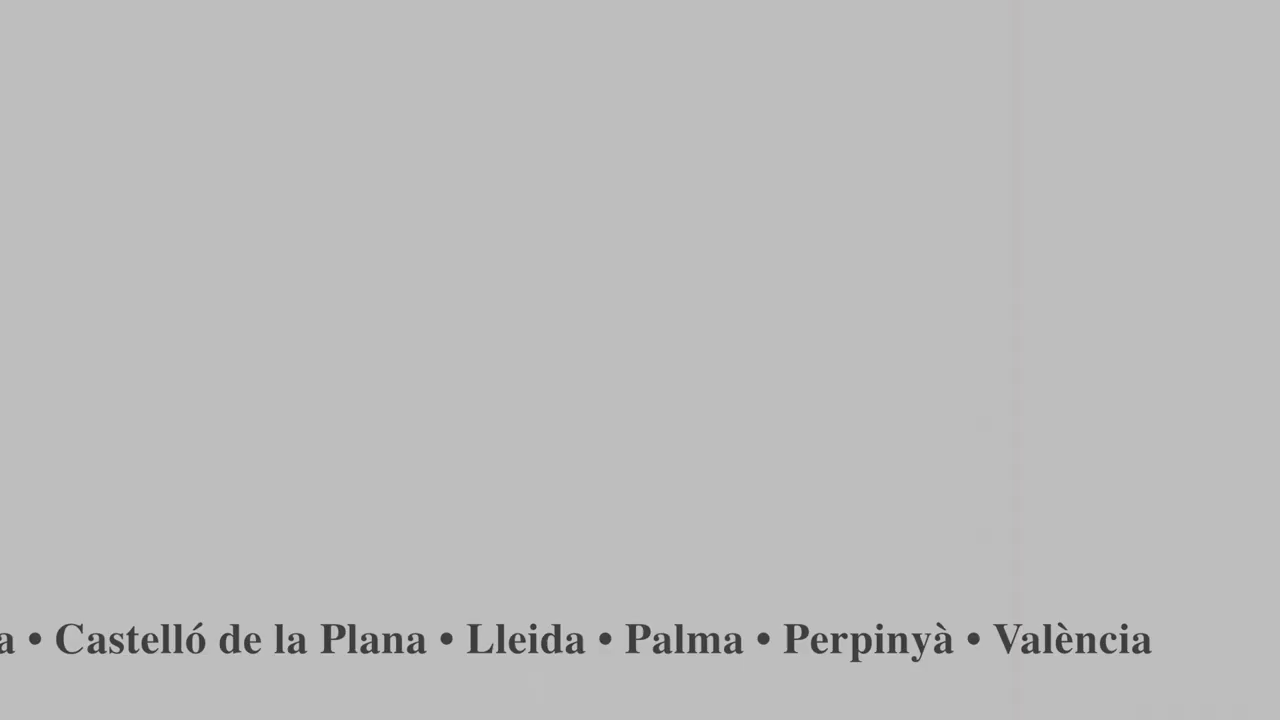 a • Castelló de la Plana • Lleida • Palma • Perpinyà • València